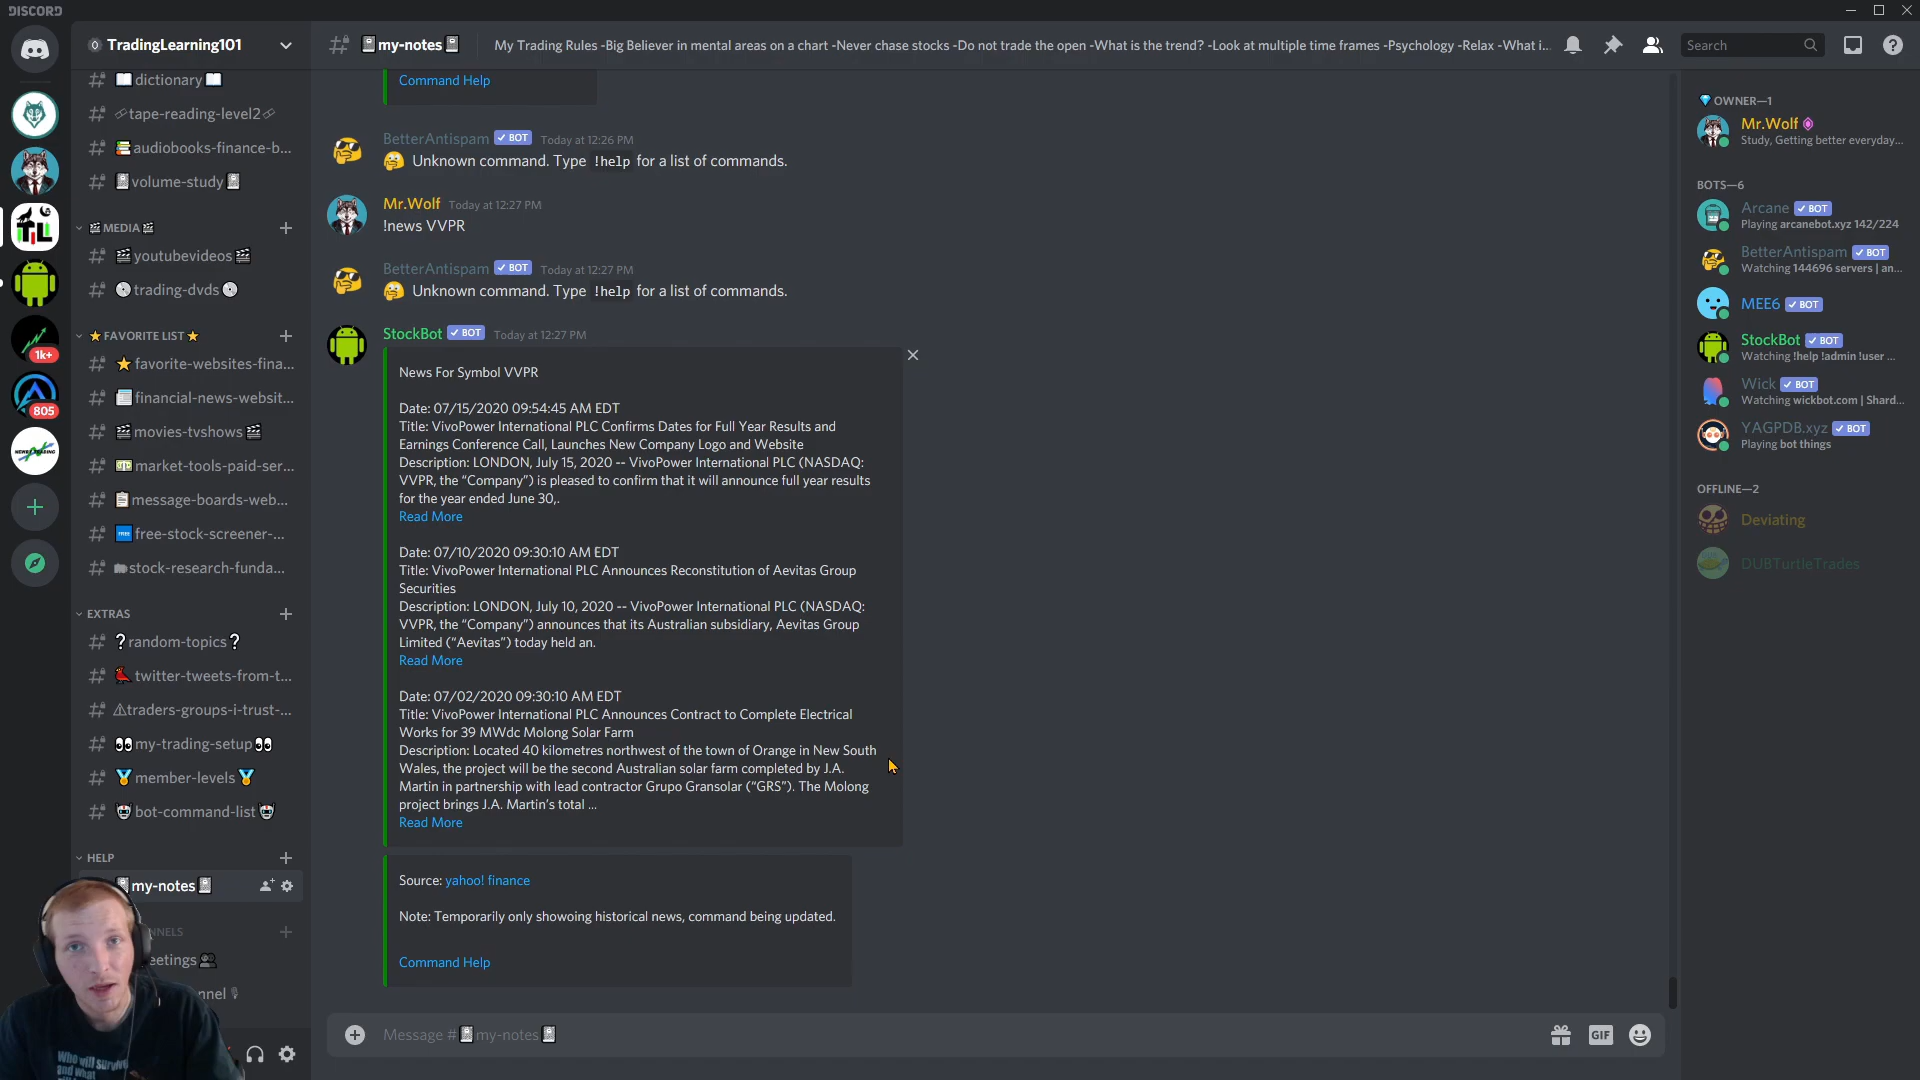 DISCORD
TradingLearning101
my-notes
My Trading Rules -Big Believer in mental areas on a chart -Never chase stocks -Do not trade the open -What is the trend? -Look at multiple time frames -Psychology -Relax -What i...
Search
dictionary
tape-reading-level2
audiobooks-finance-b...
volume-study
MEDIA
youtubevideos
trading-dvds
FAVORITE LIST
favorite-websites-fina...
financial-news-websit...
movies-tvshows
market-tools-paid-ser...
message-boards-web...
free-stock-screener-...
stock-research-funda...
EXTRAS
random-topics
twitter-tweets-from-t...
traders-groups-i-trust-...
my-trading-setup
member-levels
bot-command-list
HELP
my-notes
NNELS
eetings
nnel
1k+
805
Who will survive
and what
Command Help
BetterAntispam ✓ BOT Today at 12:26 PM
Unknown command. Type !help for a list of commands.
Mr.Wolf Today at 12:27 PM
!news VVPR
BetterAntispam ✓ BOT Today at 12:27 PM
Unknown command. Type !help for a list of commands.
StockBot ✓ BOT Today at 12:27 PM
News For Symbol VVPR
Date: 07/15/2020 09:54:45 AM EDT
Title: VivoPower International PLC Confirms Dates for Full Year Results and
Earnings Conference Call, Launches New Company Logo and Website
Description: LONDON, July 15, 2020 -- VivoPower International PLC (NASDAQ:
VVPR, the “Company”) is pleased to confirm that it will announce full year results
for the year ended June 30,.
Read More
Date: 07/10/2020 09:30:10 AM EDT
Title: VivoPower International PLC Announces Reconstitution of Aevitas Group
Securities
Description: LONDON, July 10, 2020 -- VivoPower International PLC (NASDAQ:
VVPR, the “Company”) announces that its Australian subsidiary, Aevitas Group
Limited (“Aevitas”) today held an.
Read More
Date: 07/02/2020 09:30:10 AM EDT
Title: VivoPower International PLC Announces Contract to Complete Electrical
Works for 39 MWdc Molong Solar Farm
Description: Located 40 kilometres northwest of the town of Orange in New South
Wales, the project will be the second Australian solar farm completed by J.A.
Martin in partnership with lead contractor Grupo Gransolar (“GRS”). The Molong
project brings J.A. Martin’s total ...
Read More
Source: yahoo! finance
Note: Temporarily only showoing historical news, command being updated.
Command Help
Message #my-notes
GIF
OWNER—1
Mr.Wolf
Study, Getting better everyday...
BOTS—6
Arcane ✓ BOT
Playing arcanebot.xyz 142/224
BetterAntispam ✓ BOT
Watching 144696 servers | an...
MEE6 ✓ BOT
StockBot ✓ BOT
Watching !help !admin !user ...
Wick ✓ BOT
Watching wickbot.com | Shard...
YAGPDB.xyz ✓ BOT
Playing bot things
OFFLINE—2
Deviating
DUBTurtleTrades